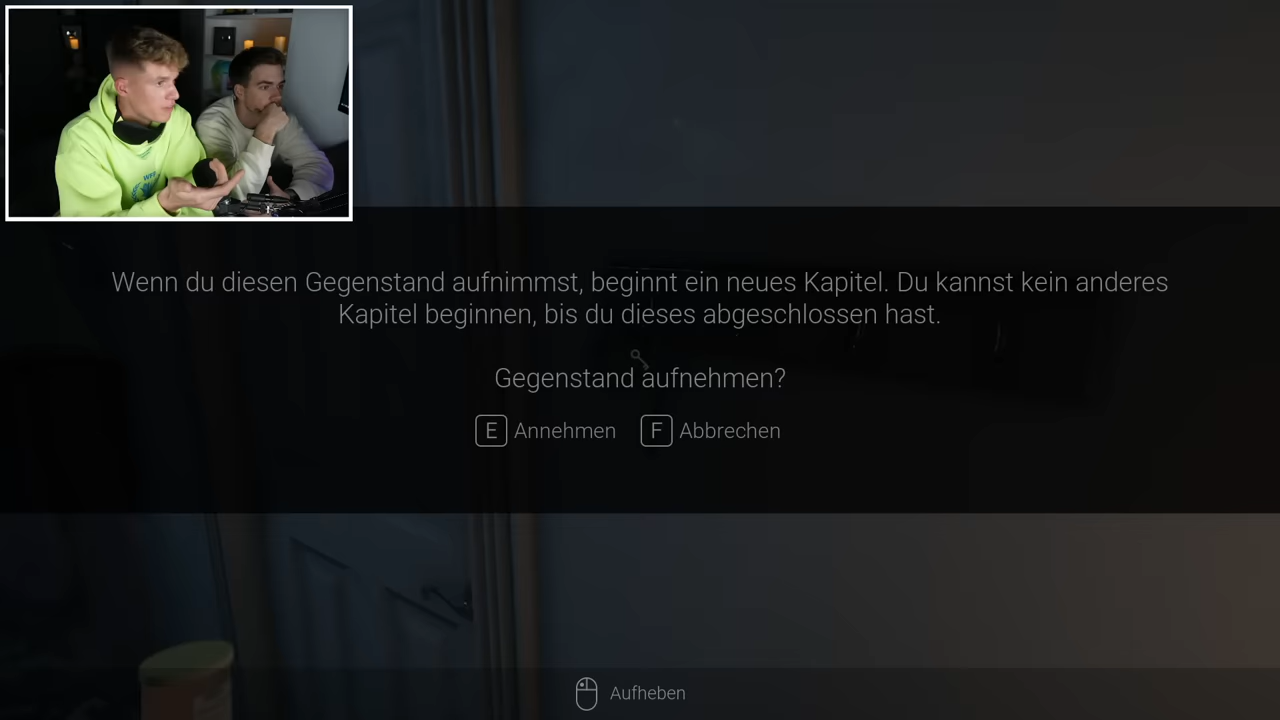 Wenn du diesen Gegenstand aufnimmst, beginnt ein neues Kapitel. Du kannst kein anderes
Kapitel beginnen, bis du dieses abgeschlossen hast.
Gegenstand aufnehmen?
E Annehmen F Abbrechen
Aufheben